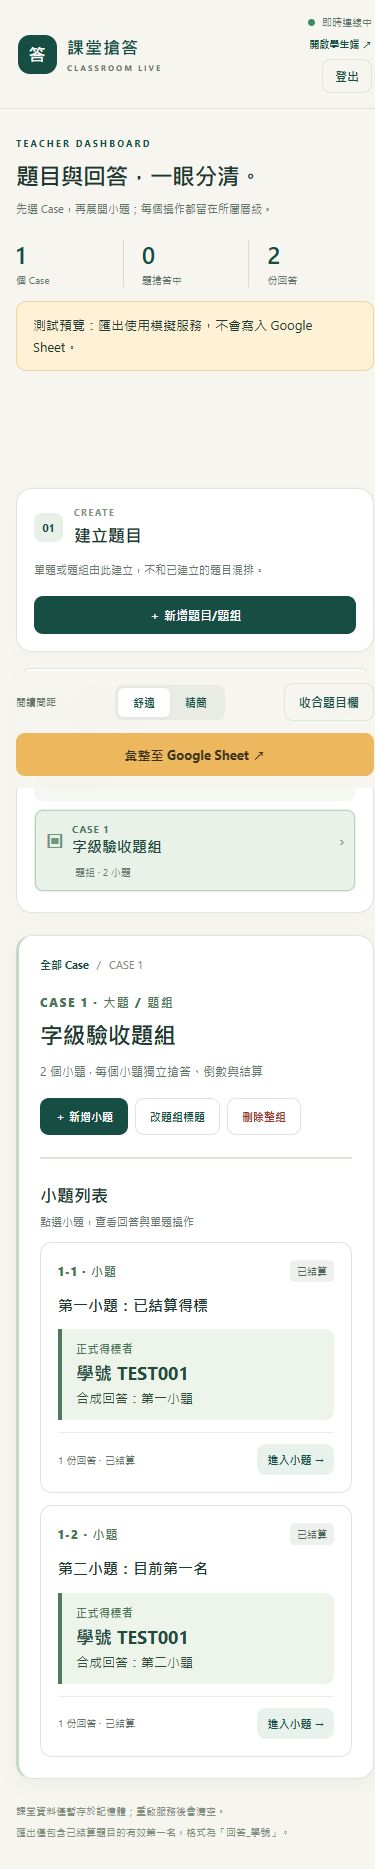 答
課堂搶答
CLASSROOM LIVE
即時連線中
開啟學生端 ↗
登出
TEACHER DASHBOARD
題目與回答，一眼分清。
先選 Case，再展開小題；每個操作都留在所屬層級。
1
個 Case
0
題搶答中
2
份回答
測試預覽：匯出使用模擬服務，不會寫入 Google
Sheet。
01
CREATE
建立題目
單題或題組由此建立，不和已建立的題目混排。
＋ 新增題目/題組
閱讀間距
舒適
精簡
收合題目欄
彙整至 Google Sheet ↗
CASE 1
字級驗收題組
題組 · 2 小題
›
全部 Case / CASE 1
CASE 1 · 大題 / 題組
字級驗收題組
2 個小題 · 每個小題獨立搶答、倒數與結算
＋ 新增小題
改題組標題
刪除整組
小題列表
點選小題，查看回答與單題操作
1-1 · 小題
已結算
第一小題：已結算得標
正式得標者
學號 TEST001
合成回答：第一小題
1 份回答 · 已結算
進入小題 →
1-2 · 小題
已結算
第二小題：目前第一名
正式得標者
學號 TEST001
合成回答：第二小題
1 份回答 · 已結算
進入小題 →
課堂資料僅暫存於記憶體；重啟服務後會清空。
匯出僅包含已結算題目的有效第一名，格式為「回答_學號」。